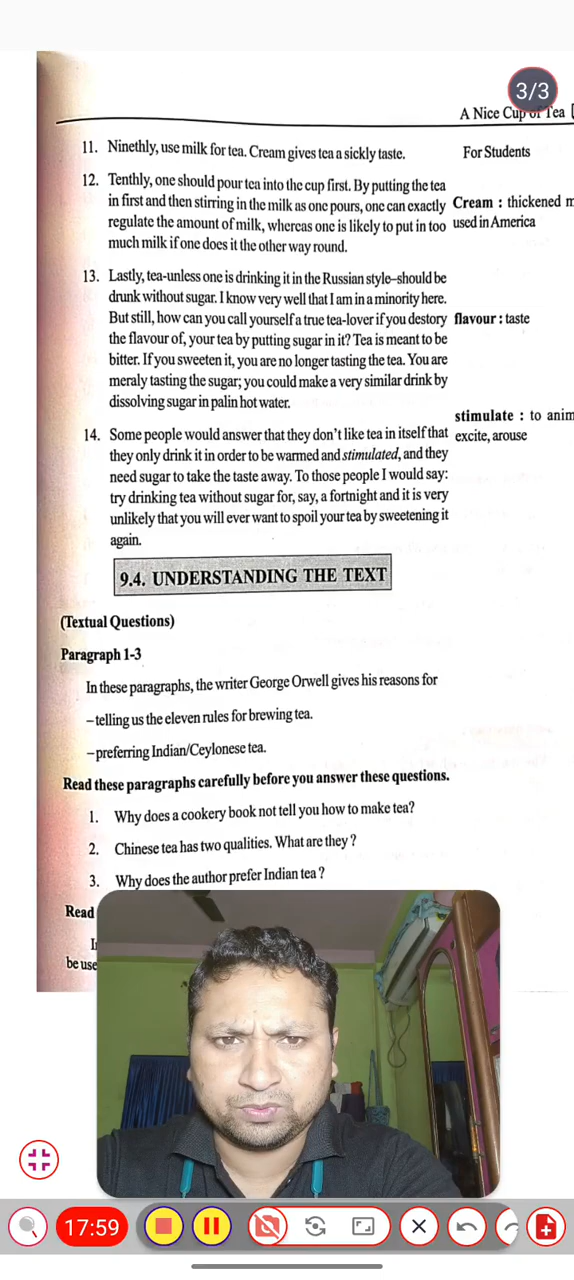 3/3
A Nice Cup of Tea [
11. Ninethly, use milk for tea. Cream gives tea a sickly taste.
For Students
12. Tenthly, one should pour tea into the cup first. By putting the tea
in first and then stirring in the milk as one pours, one can exactly
regulate the amount of milk, whereas one is likely to put in too
much milk if one does it the other way round.
Cream : thickened m
used in America
13. Lastly, tea-unless one is drinking it in the Russian style–should be
drunk without sugar. I know very well that I am in a minority here.
But still, how can you call yourself a true tea-lover if you destory
the flavour of, your tea by putting sugar in it? Tea is meant to be
bitter. If you sweeten it, you are no longer tasting the tea. You are
meraly tasting the sugar; you could make a very similar drink by
dissolving sugar in palin hot water.
flavour : taste
14. Some people would answer that they don't like tea in itself that
they only drink it in order to be warmed and stimulated, and they
need sugar to take the taste away. To those people I would say:
try drinking tea without sugar for, say, a fortnight and it is very
unlikely that you will ever want to spoil your tea by sweetening it
again.
stimulate : to anim
excite, arouse
9.4. UNDERSTANDING THE TEXT
(Textual Questions)
Paragraph 1-3
In these paragraphs, the writer George Orwell gives his reasons for
– telling us the eleven rules for brewing tea.
– preferring Indian/Ceylonese tea.
Read these paragraphs carefully before you answer these questions.
1. Why does a cookery book not tell you how to make tea?
2. Chinese tea has two qualities. What are they ?
3. Why does the author prefer Indian tea ?
Read
be use
17:59